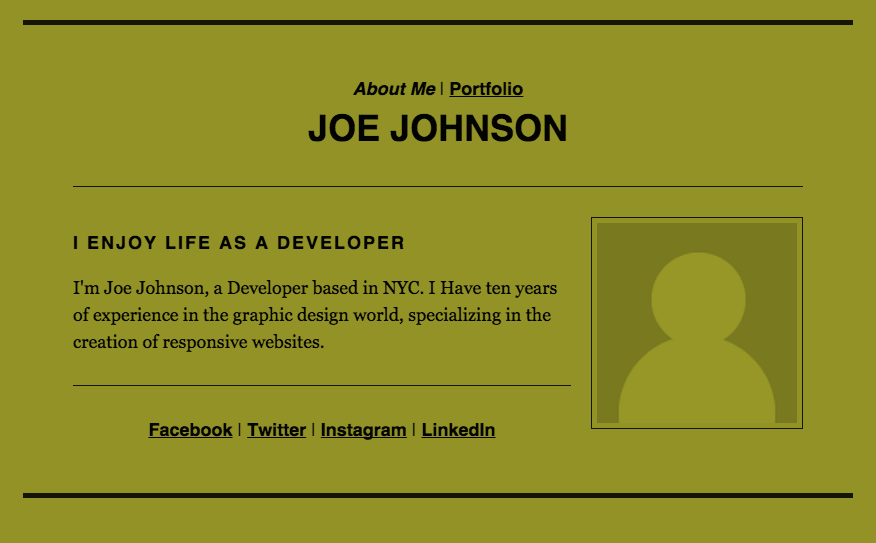 About Me | Portfolio
JOE JOHNSON
I ENJOY LIFE AS A DEVELOPER
I'm Joe Johnson, a Developer based in NYC. I Have ten years
of experience in the graphic design world, specializing in the
creation of responsive websites.
Facebook | Twitter | Instagram | LinkedIn